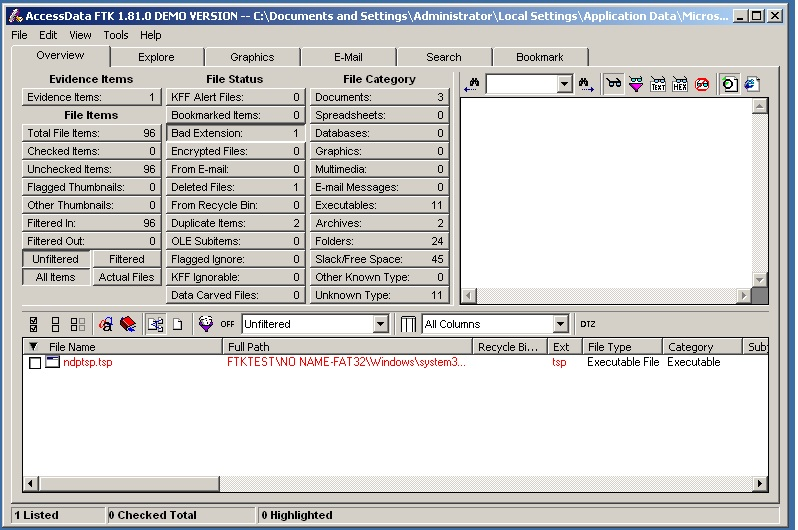 AccessData FTK 1.81.0 DEMO VERSION -- C:\Documents and Settings\Administrator\Local Settings\Application Data\Micros...
File Edit View Tools Help
Overview Explore Graphics E-Mail Search Bookmark
Evidence Items File Status File Category
Evidence Items: 1 KFF Alert Files: 0 Documents: 3
File Items Bookmarked Items: 0 Spreadsheets: 0
Total File Items: 96 Bad Extension: 1 Databases: 0
Checked Items: 0 Encrypted Files: 0 Graphics: 0
Unchecked Items: 96 From E-mail: 0 Multimedia: 0
Flagged Thumbnails: 0 Deleted Files: 1 E-mail Messages: 0
Other Thumbnails: 0 From Recycle Bin: 0 Executables: 11
Filtered In: 96 Duplicate Items: 2 Archives: 2
Filtered Out: 0 OLE Subitems: 0 Folders: 24
Unfiltered Filtered Flagged Ignore: 0 Slack/Free Space: 45
All Items Actual Files KFF Ignorable: 0 Other Known Type: 0
Data Carved Files: 0 Unknown Type: 11
TEXT HEX
OFF Unfiltered All Columns DTZ
File Name Full Path Recycle Bi... Ext File Type Category Sub
ndptsp.tsp FTKTEST\NO NAME-FAT32\Windows\system3... tsp Executable File Executable
1 Listed 0 Checked Total 0 Highlighted